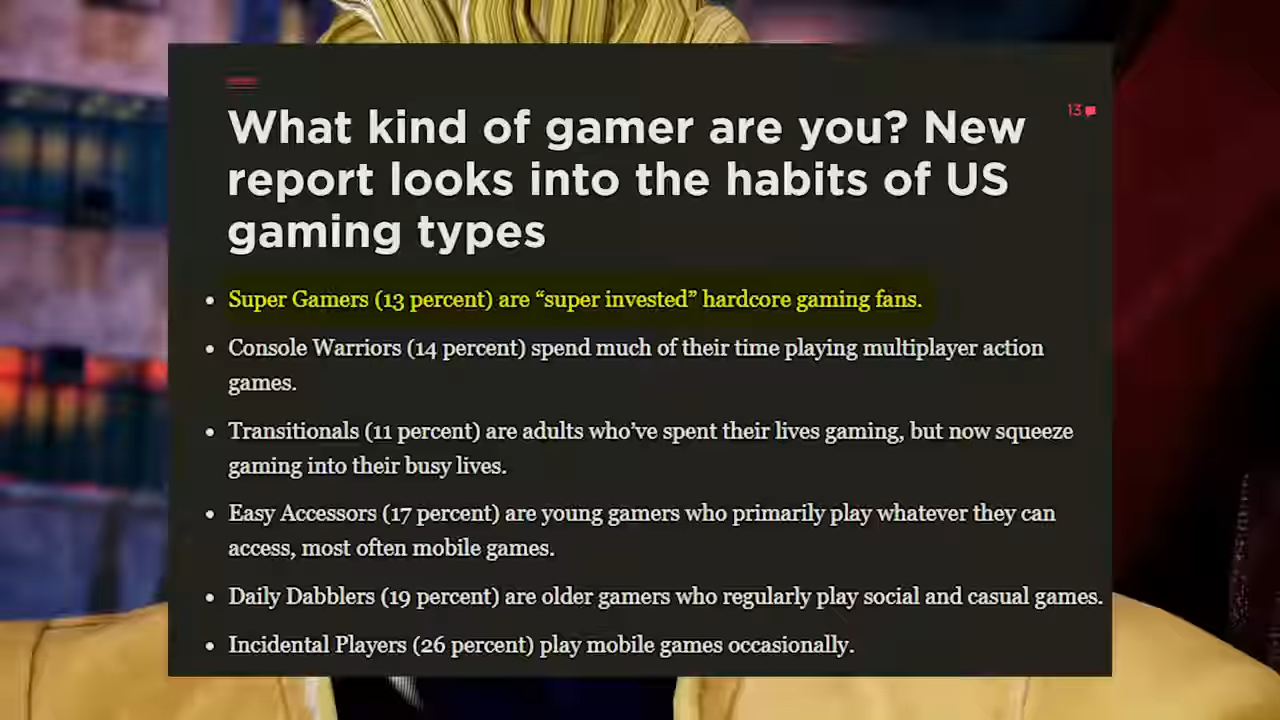 13
What kind of gamer are you? New
report looks into the habits of US
gaming types
• Super Gamers (13 percent) are “super invested” hardcore gaming fans.
• Console Warriors (14 percent) spend much of their time playing multiplayer action
games.
• Transitionals (11 percent) are adults who’ve spent their lives gaming, but now squeeze
gaming into their busy lives.
• Easy Accessors (17 percent) are young gamers who primarily play whatever they can
access, most often mobile games.
• Daily Dabblers (19 percent) are older gamers who regularly play social and casual games.
• Incidental Players (26 percent) play mobile games occasionally.